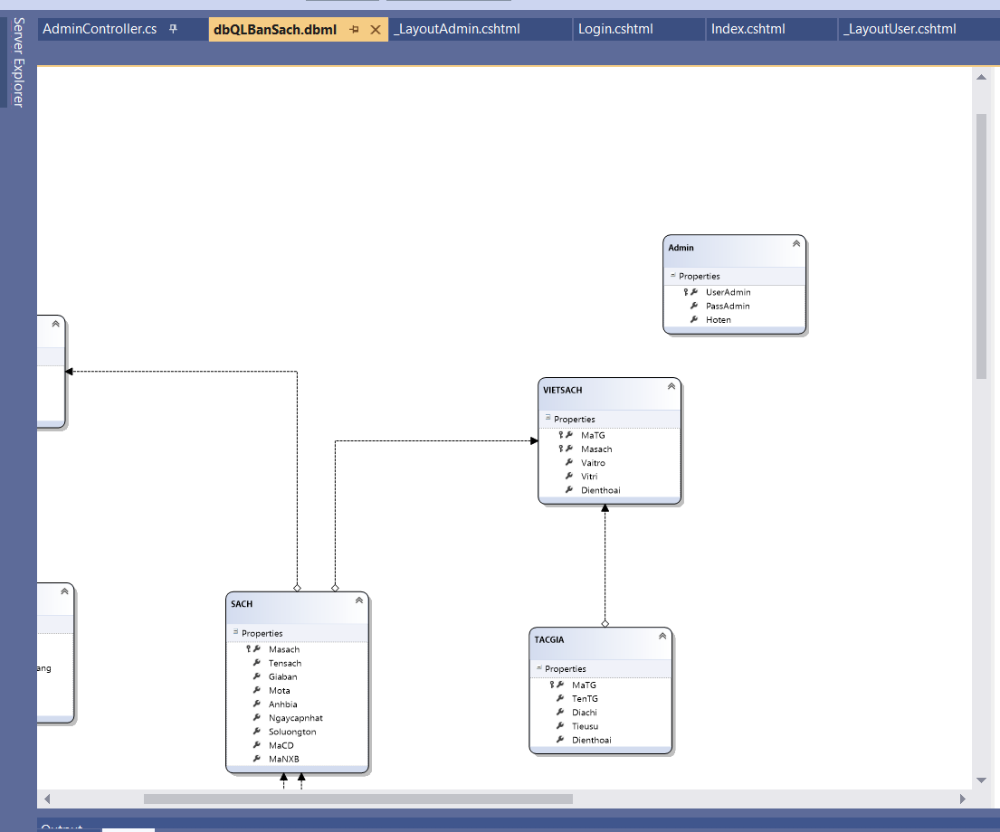 Server Explorer
AdminController.cs
dbQLBanSach.dbml
_LayoutAdmin.cshtml
Login.cshtml
Index.cshtml
_LayoutUser.cshtml
Admin
Properties
UserAdmin
PassAdmin
Hoten
VIETSACH
Properties
MaTG
Masach
Vaitro
Vitri
Dienthoai
SACH
Properties
Masach
Tensach
Giaban
Mota
Anhbia
Ngaycapnhat
Soluongton
MaCD
MaNXB
ang
TACGIA
Properties
MaTG
TenTG
Diachi
Tieusu
Dienthoai
Output